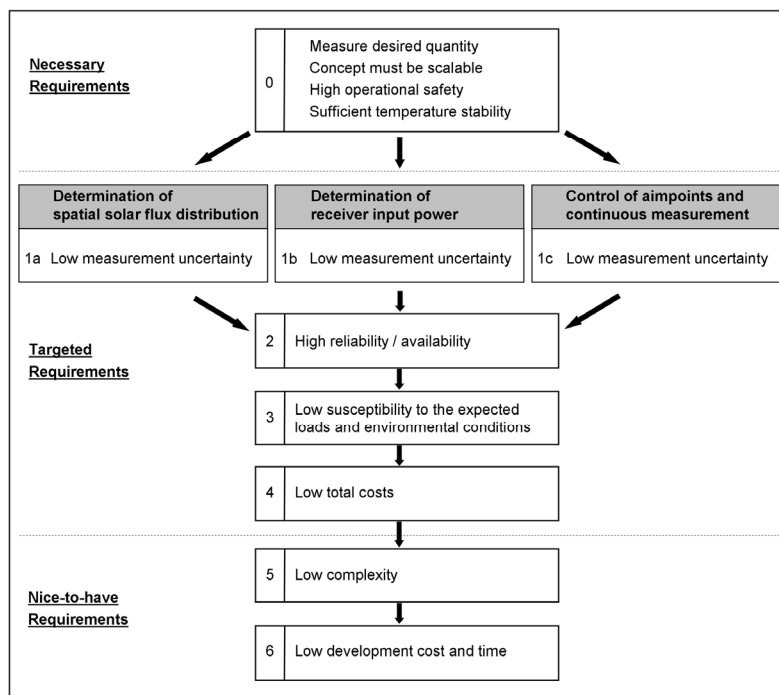 Necessary
Requirements
0
Measure desired quantity
Concept must be scalable
High operational safety
Sufficient temperature stability
Determination of
spatial solar flux distribution
1a Low measurement uncertainty
Determination of
receiver input power
1b Low measurement uncertainty
Control of aimpoints and
continuous measurement
1c Low measurement uncertainty
Targeted
Requirements
2 High reliability / availability
3 Low susceptibility to the expected
loads and environmental conditions
4 Low total costs
Nice-to-have
Requirements
5 Low complexity
6 Low development cost and time